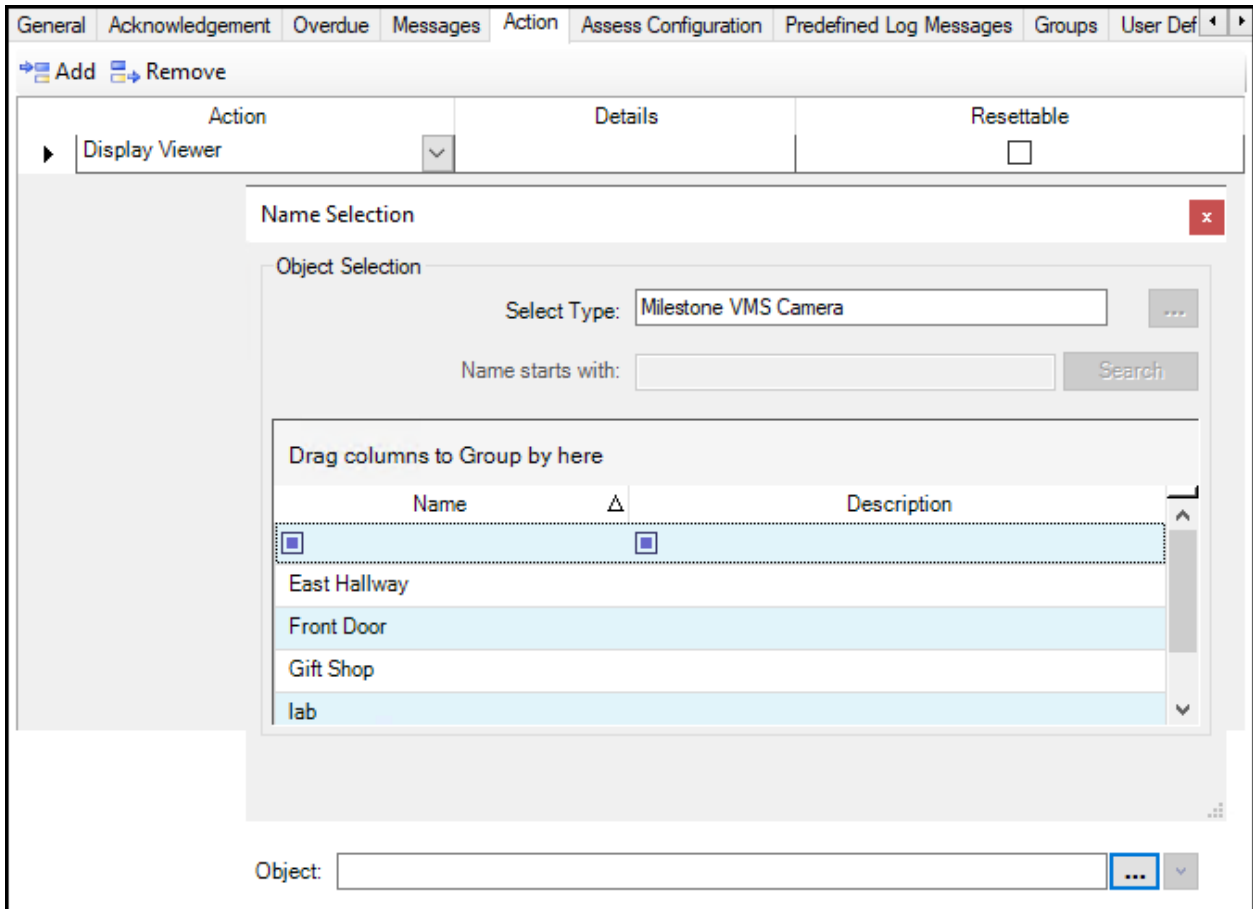 General Acknowledgement Overdue Messages Action Assess Configuration Predefined Log Messages Groups User Def
Add Remove
Action Details Resettable
Display Viewer
Name Selection
x
Object Selection
Select Type: Milestone VMS Camera ...
Name starts with: Search
Drag columns to Group by here
Name Description
East Hallway
Front Door
Gift Shop
lab
Object: ...